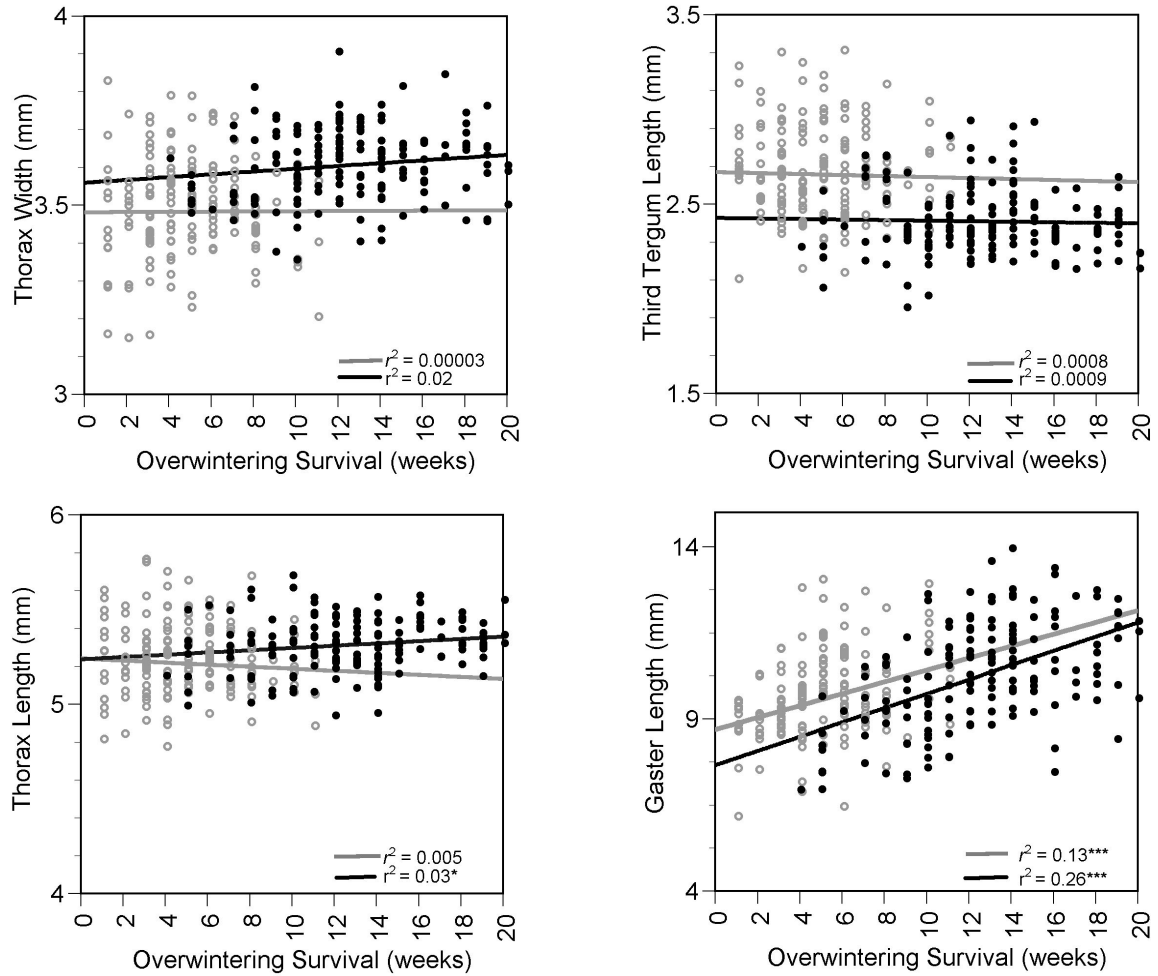 4
3.5
3
Thorax Width (mm)
r² = 0.00003
r² = 0.02
0 2 4 6 8 10 12 14 16 18 20
Overwintering Survival (weeks)
3.5
2.5
1.5
Third Tergum Length (mm)
r² = 0.0008
r² = 0.0009
0 2 4 6 8 10 12 14 16 18 20
Overwintering Survival (weeks)
6
5
4
Thorax Length (mm)
r² = 0.005
r² = 0.03*
0 2 4 6 8 10 12 14 16 18 20
Overwintering Survival (weeks)
14
9
4
Gaster Length (mm)
r² = 0.13***
r² = 0.26***
0 2 4 6 8 10 12 14 16 18 20
Overwintering Survival (weeks)